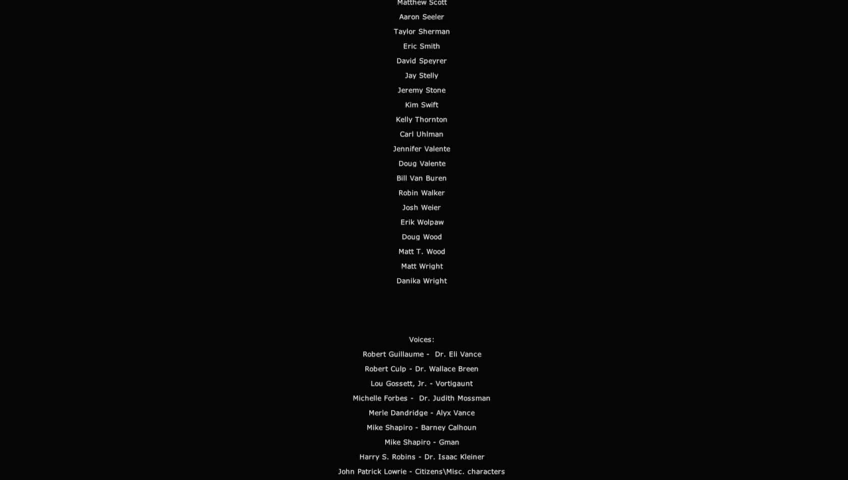 Matthew Scott
Aaron Seeler
Taylor Sherman
Eric Smith
David Speyrer
Jay Stelly
Jeremy Stone
Kim Swift
Kelly Thornton
Carl Uhlman
Jennifer Valente
Doug Valente
Bill Van Buren
Robin Walker
Josh Weier
Erik Wolpaw
Doug Wood
Matt T. Wood
Matt Wright
Danika Wright
Voices:
Robert Guillaume -  Dr. Eli Vance
Robert Culp - Dr. Wallace Breen
Lou Gossett, Jr. - Vortigaunt
Michelle Forbes -  Dr. Judith Mossman
Merle Dandridge - Alyx Vance
Mike Shapiro - Barney Calhoun
Mike Shapiro - Gman
Harry S. Robins - Dr. Isaac Kleiner
John Patrick Lowrie - Citizens\Misc. characters